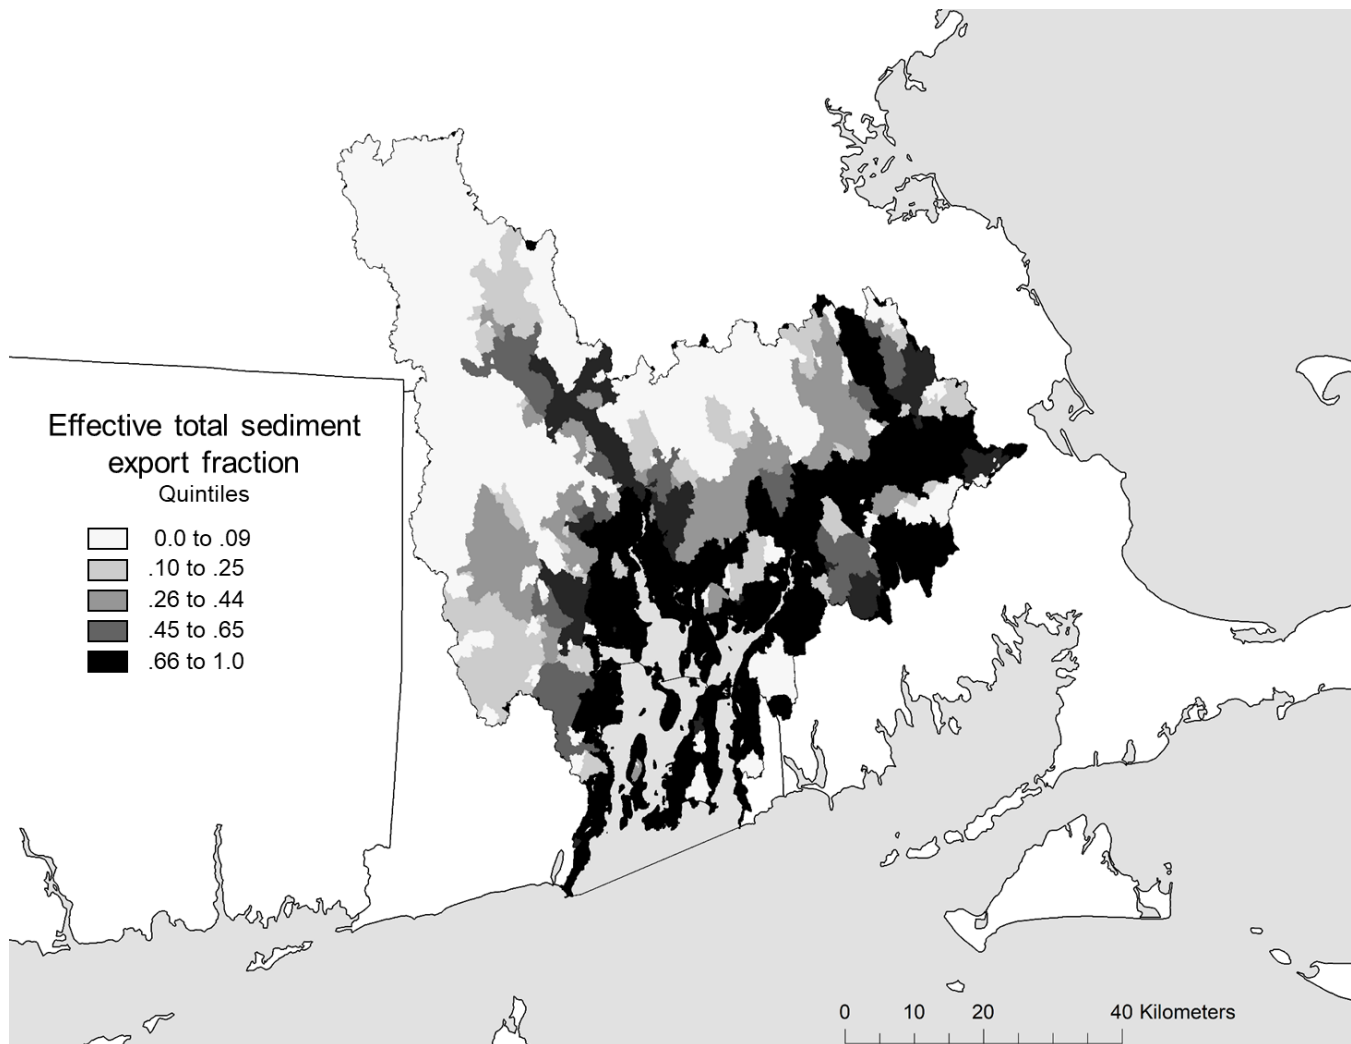 Effective total sediment
export fraction
Quintiles
0.0 to .09
.10 to .25
.26 to .44
.45 to .65
.66 to 1.0
0 10 20 40 Kilometers